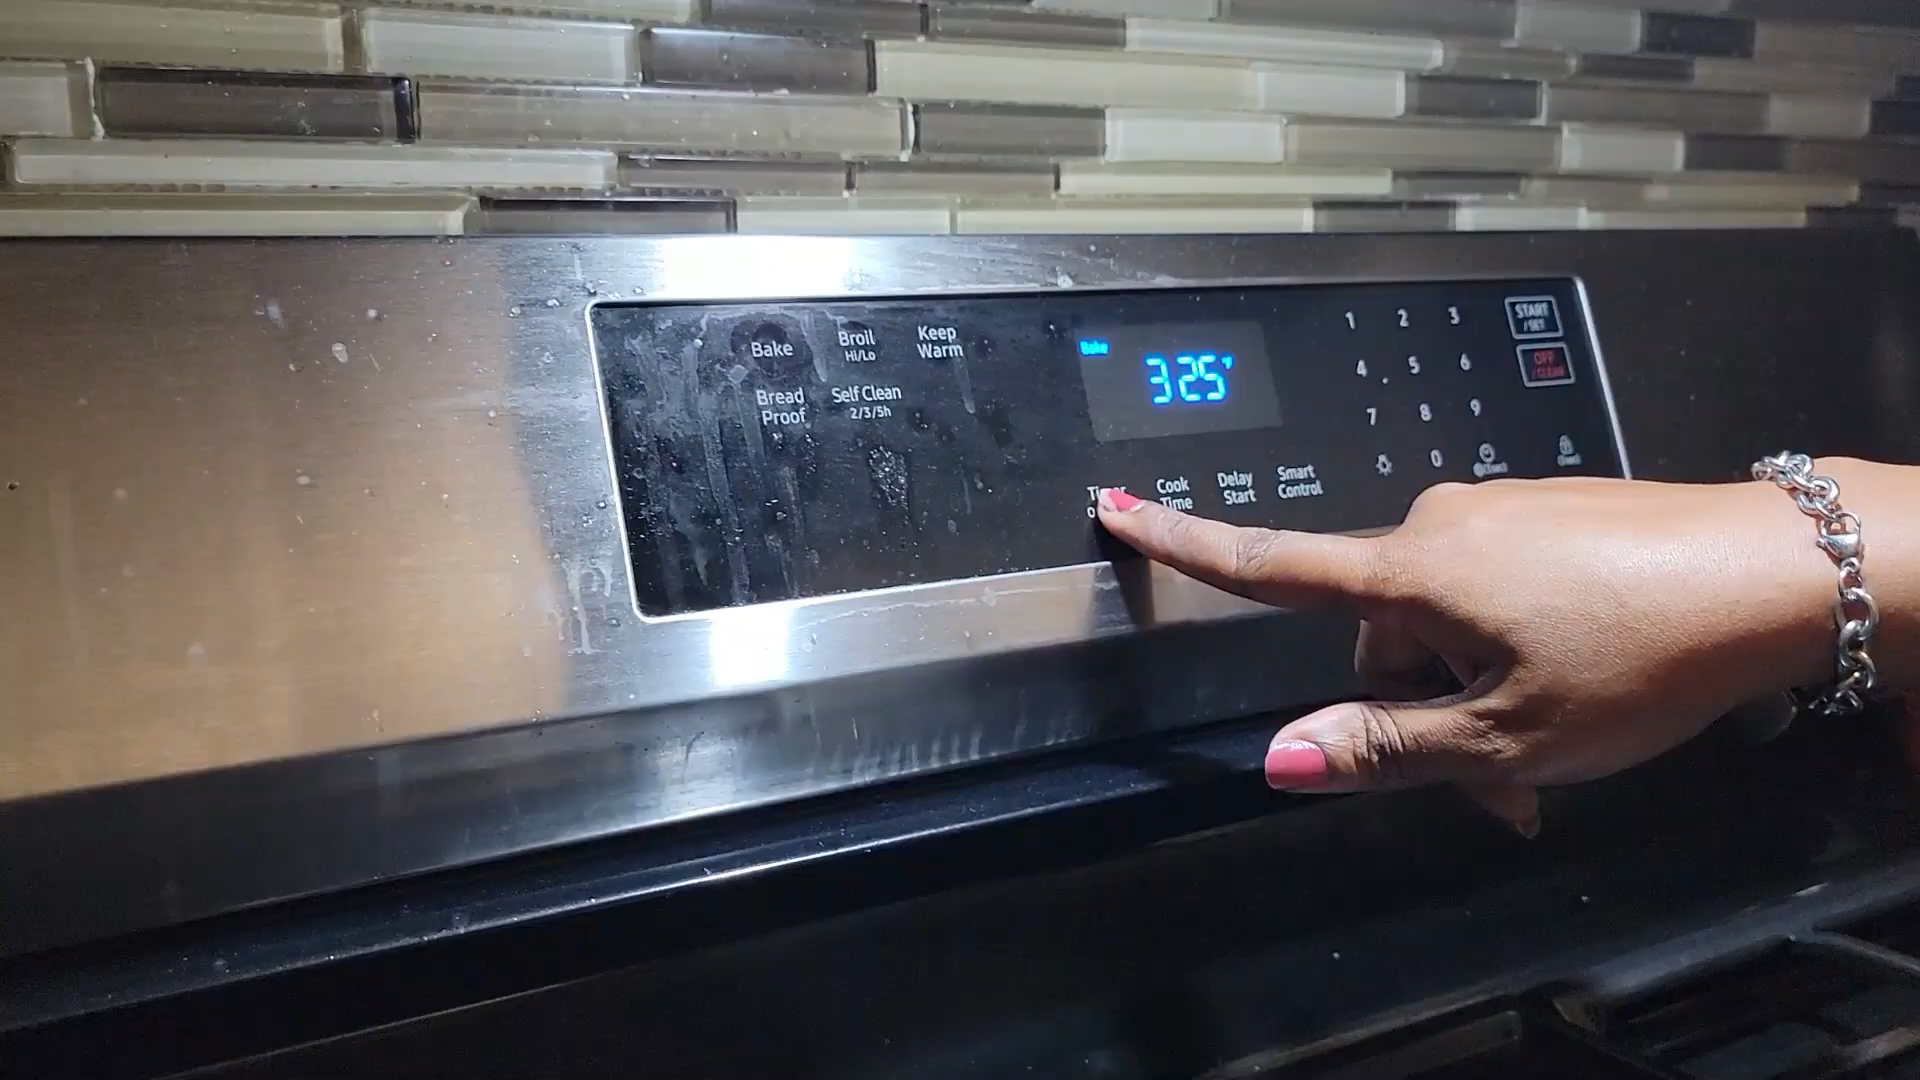 Bake
Broil
Hi/Lo
Keep
Warm
Bread
Proof
Self Clean
2/3/5h
Bake
325°
Cook
Time
Delay
Start
Smart
Control
1 2 3
4 5 6
7 8 9
0
START
/SET
OFF
/CLEAR